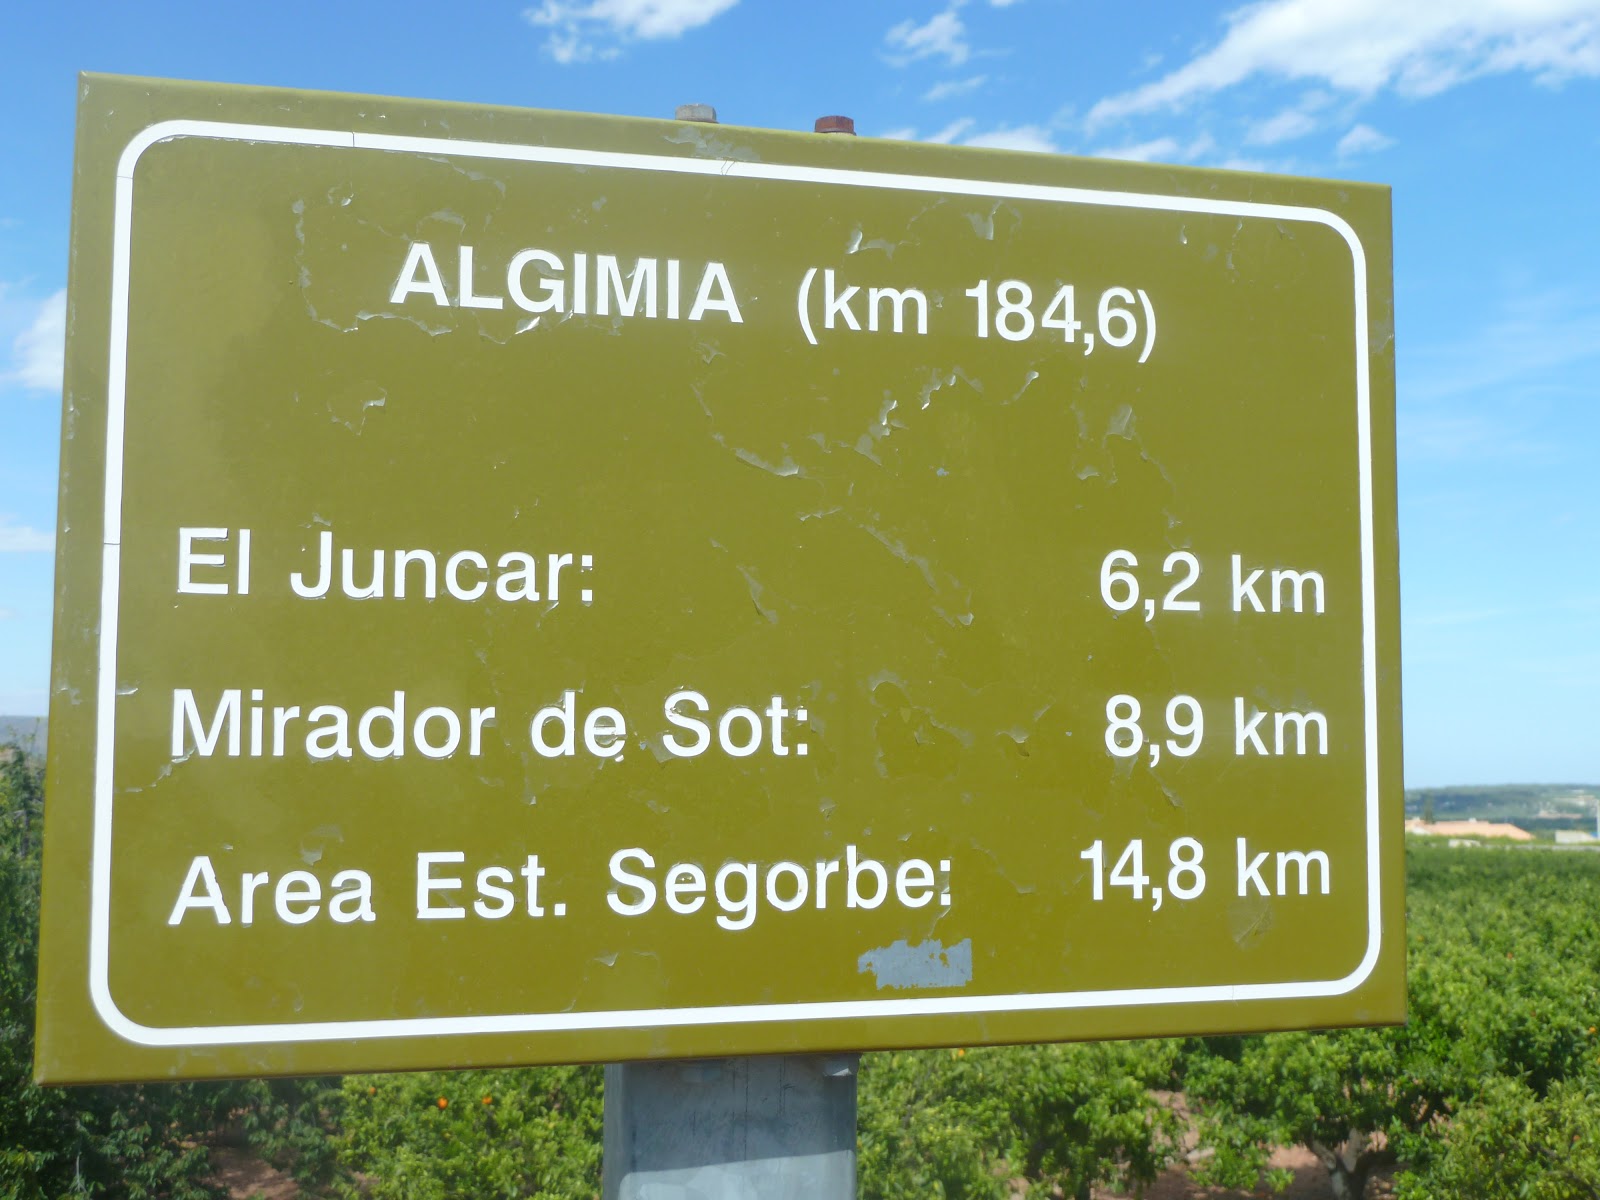 ALGIMIA (km 184,6)
El Juncar: 6,2 km
Mirador de Sot: 8,9 km
Area Est. Segorbe: 14,8 km